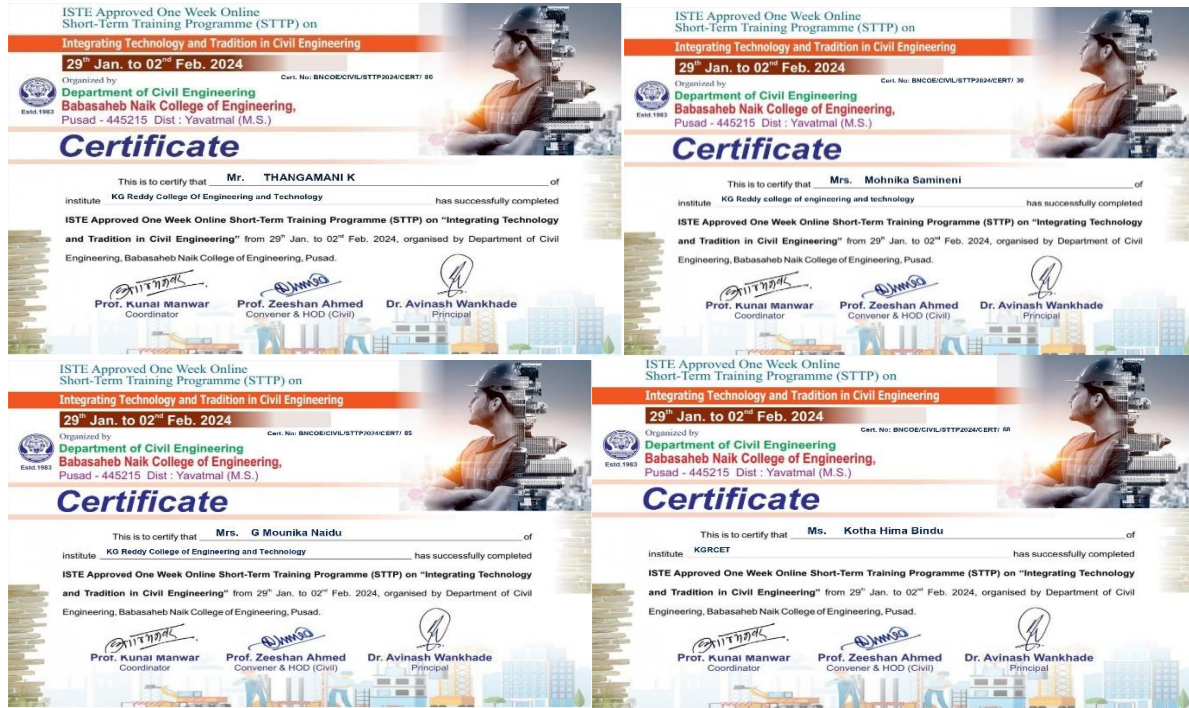 ISTE Approved One Week Online
Short-Term Training Programme (STTP) on
Integrating Technology and Tradition in Civil Engineering
29th Jan. to 02nd Feb. 2024
Cert. No: BNCOE/CIVIL/STTP2024/CERT/ 86
Organized by
Department of Civil Engineering
Babasaheb Naik College of Engineering,
Estd.1983
Pusad - 445215 Dist : Yavatmal (M.S.)
Certificate
This is to certify that Mr. THANGAMANI K of
institute KG Reddy College Of Engineering and Technology has successfully completed
ISTE Approved One Week Online Short-Term Training Programme (STTP) on “Integrating Technology
and Tradition in Civil Engineering” from 29th Jan. to 02nd Feb. 2024, organised by Department of Civil
Engineering, Babasaheb Naik College of Engineering, Pusad.
Prof. Kunal Manwar Prof. Zeeshan Ahmed Dr. Avinash Wankhade
Coordinator Convener & HOD (Civil) Principal
ISTE Approved One Week Online
Short-Term Training Programme (STTP) on
Integrating Technology and Tradition in Civil Engineering
29th Jan. to 02nd Feb. 2024
Cert. No: BNCOE/CIVIL/STTP2024/CERT/ 30
Organized by
Department of Civil Engineering
Babasaheb Naik College of Engineering,
Estd.1983
Pusad - 445215 Dist : Yavatmal (M.S.)
Certificate
This is to certify that Mrs. Mohnika Samineni of
institute KG Reddy college of engineering and technology has successfully completed
ISTE Approved One Week Online Short-Term Training Programme (STTP) on “Integrating Technology
and Tradition in Civil Engineering” from 29th Jan. to 02nd Feb. 2024, organised by Department of Civil
Engineering, Babasaheb Naik College of Engineering, Pusad.
Prof. Kunal Manwar Prof. Zeeshan Ahmed Dr. Avinash Wankhade
Coordinator Convener & HOD (Civil) Principal
ISTE Approved One Week Online
Short-Term Training Programme (STTP) on
Integrating Technology and Tradition in Civil Engineering
29th Jan. to 02nd Feb. 2024
Cert. No: BNCOE/CIVIL/STTP2024/CERT/ 85
Organized by
Department of Civil Engineering
Babasaheb Naik College of Engineering,
Estd.1983
Pusad - 445215 Dist : Yavatmal (M.S.)
Certificate
This is to certify that Mrs. G Mounika Naidu of
institute KG Reddy College of Engineering and Technology has successfully completed
ISTE Approved One Week Online Short-Term Training Programme (STTP) on “Integrating Technology
and Tradition in Civil Engineering” from 29th Jan. to 02nd Feb. 2024, organised by Department of Civil
Engineering, Babasaheb Naik College of Engineering, Pusad.
Prof. Kunal Manwar Prof. Zeeshan Ahmed Dr. Avinash Wankhade
Coordinator Convener & HOD (Civil) Principal
ISTE Approved One Week Online
Short-Term Training Programme (STTP) on
Integrating Technology and Tradition in Civil Engineering
29th Jan. to 02nd Feb. 2024
Cert. No: BNCOE/CIVIL/STTP2024/CERT/ 88
Organized by
Department of Civil Engineering
Babasaheb Naik College of Engineering,
Estd.1983
Pusad - 445215 Dist : Yavatmal (M.S.)
Certificate
This is to certify that Ms. Kotha Hima Bindu of
institute KGRCET has successfully completed
ISTE Approved One Week Online Short-Term Training Programme (STTP) on “Integrating Technology
and Tradition in Civil Engineering” from 29th Jan. to 02nd Feb. 2024, organised by Department of Civil
Engineering, Babasaheb Naik College of Engineering, Pusad.
Prof. Kunal Manwar Prof. Zeeshan Ahmed Dr. Avinash Wankhade
Coordinator Convener & HOD (Civil) Principal